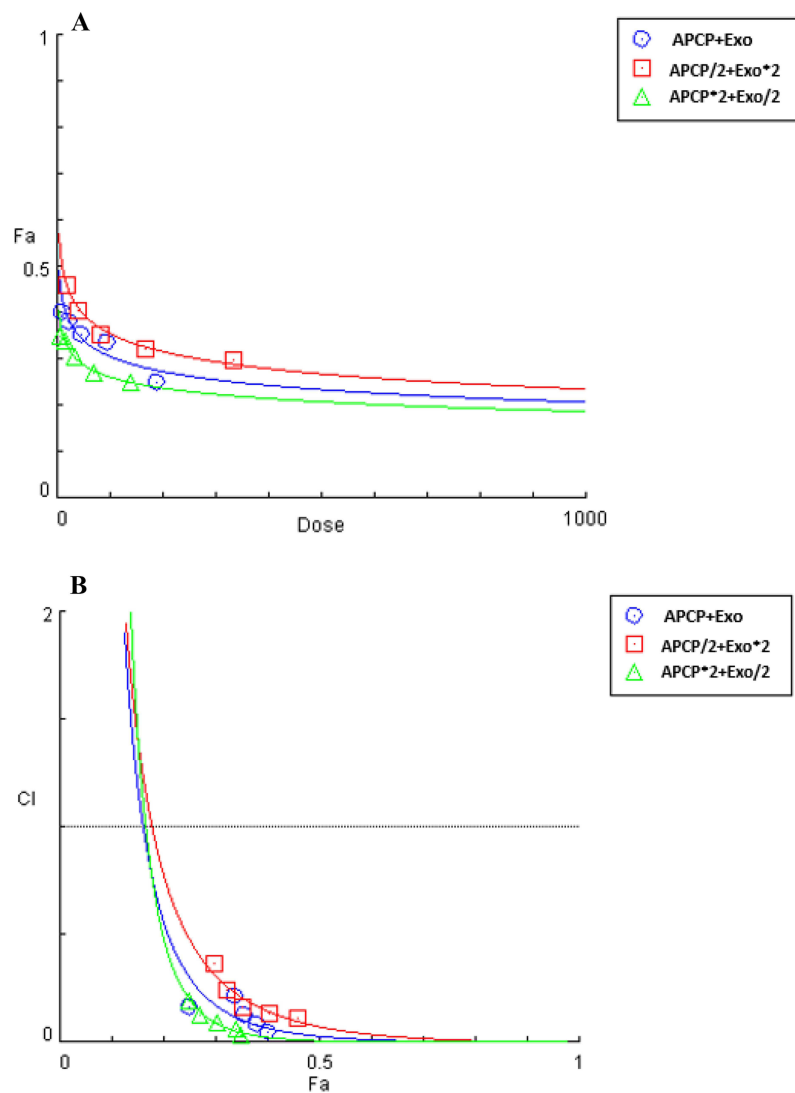 A
APCP+Exo
APCP/2+Exo*2
APCP*2+Exo/2
1
Fa
0.5
0
0
Dose
1000
B
APCP+Exo
APCP/2+Exo*2
APCP*2+Exo/2
2
CI
0
0
0.5
1
Fa